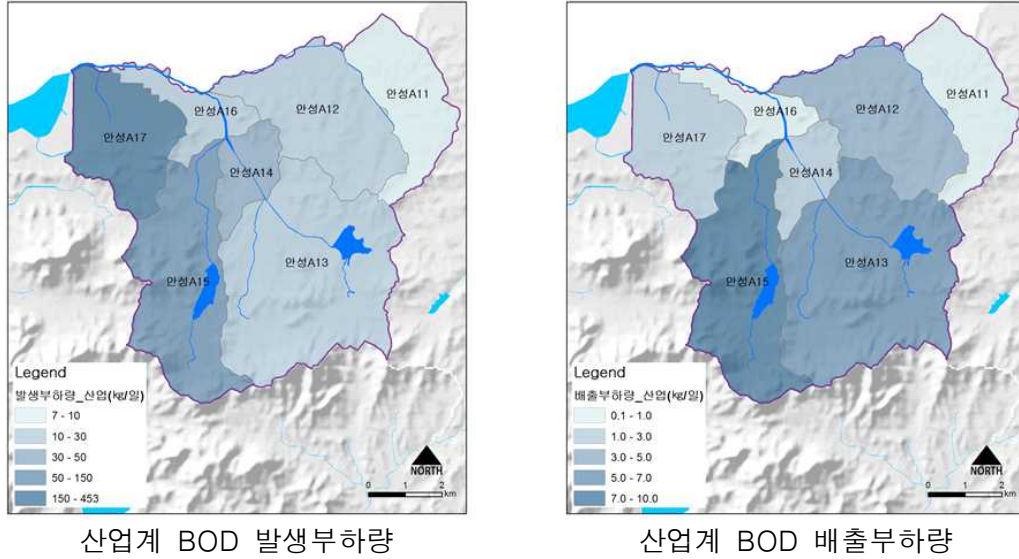 안성A11
안성A12
안성A16
안성A17
안성A14
안성A13
안성A15
Legend
발생부하량_산업(kg/일)
7 - 10
10 - 30
30 - 50
50 - 150
150 - 453
NORTH
0 1 2
km
산업계 BOD 발생부하량
안성A11
안성A12
안성A16
안성A17
안성A14
안성A13
안성A15
Legend
배출부하량_산업(kg/일)
0.1 - 1.0
1.0 - 3.0
3.0 - 5.0
5.0 - 7.0
7.0 - 10.0
NORTH
0 1 2
km
산업계 BOD 배출부하량